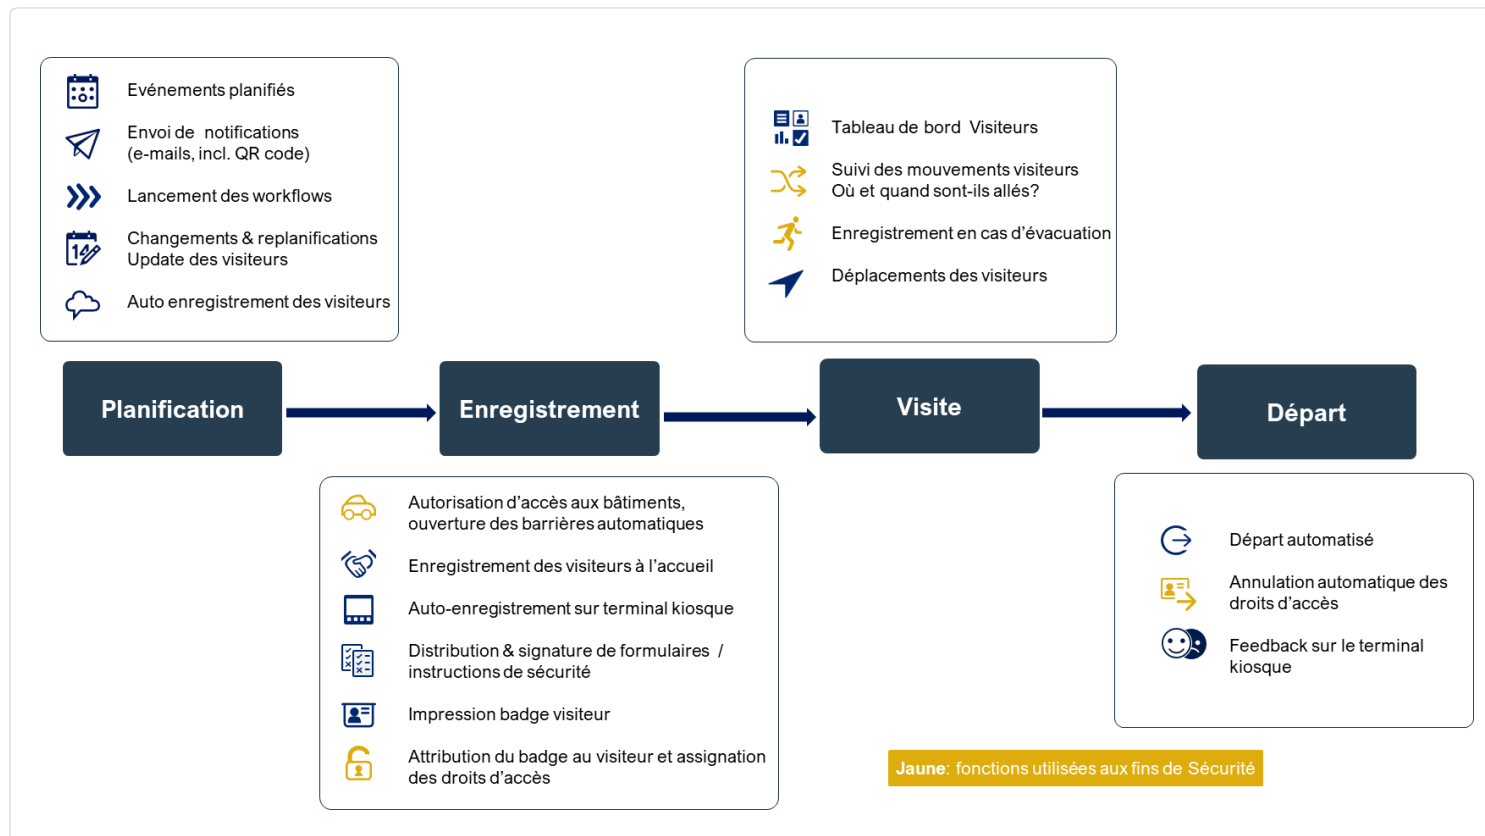 Evénements planifiés
Envoi de notifications
(e-mails, incl. QR code)
Lancement des workflows
Changements & replanifications
Update des visiteurs
Auto enregistrement des visiteurs
Tableau de bord Visiteurs
Suivi des mouvements visiteurs
Où et quand sont-ils allés?
Enregistrement en cas d'évacuation
Déplacements des visiteurs
Planification
Enregistrement
Visite
Départ
Autorisation d'accès aux bâtiments,
ouverture des barrières automatiques
Enregistrement des visiteurs à l'accueil
Auto-enregistrement sur terminal kiosque
Distribution & signature de formulaires /
instructions de sécurité
Impression badge visiteur
Attribution du badge au visiteur et assignation
des droits d'accès
Départ automatisé
Annulation automatique des
droits d'accès
Feedback sur le terminal
kiosque
Jaune: fonctions utilisées aux fins de Sécurité
14